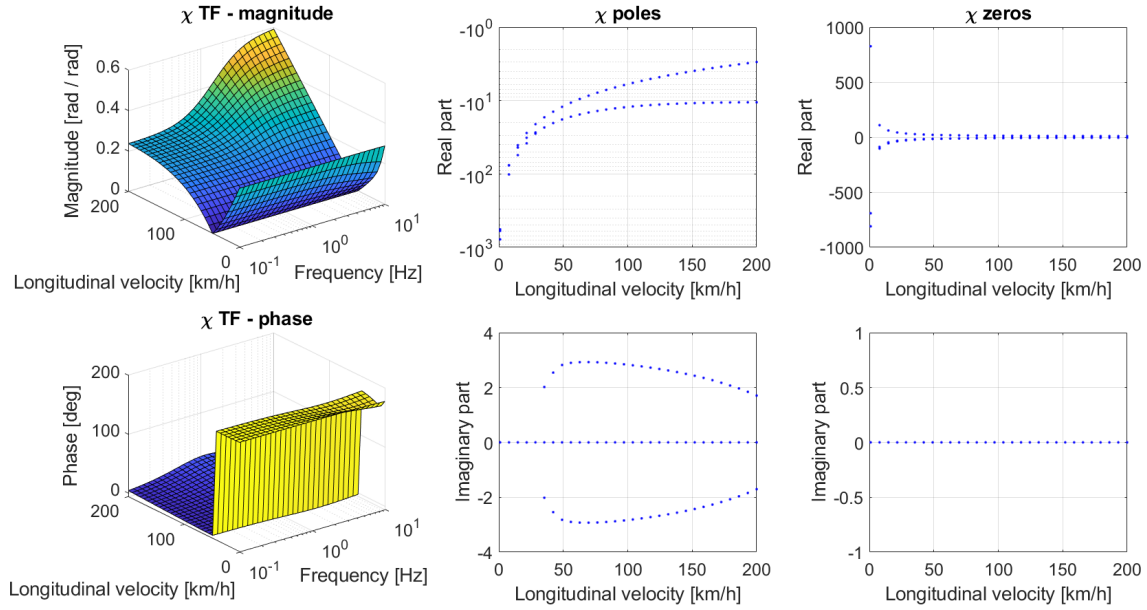 χ TF - magnitude
0.6
0.4
0.2
0
Magnitude [rad / rad]
200
100
0
Longitudinal velocity [km/h]
10^-1
10^0
10^1
Frequency [Hz]
χ poles
-10^0
-10^1
-10^2
-10^3
Real part
0 50 100 150 200
Longitudinal velocity [km/h]
χ zeros
1000
500
0
-500
-1000
Real part
0 50 100 150 200
Longitudinal velocity [km/h]
χ TF - phase
200
100
0
Phase [deg]
200
100
0
Longitudinal velocity [km/h]
10^-1
10^0
10^1
Frequency [Hz]
4
2
0
-2
-4
Imaginary part
0 50 100 150 200
Longitudinal velocity [km/h]
1
0.5
0
-0.5
-1
Imaginary part
0 50 100 150 200
Longitudinal velocity [km/h]